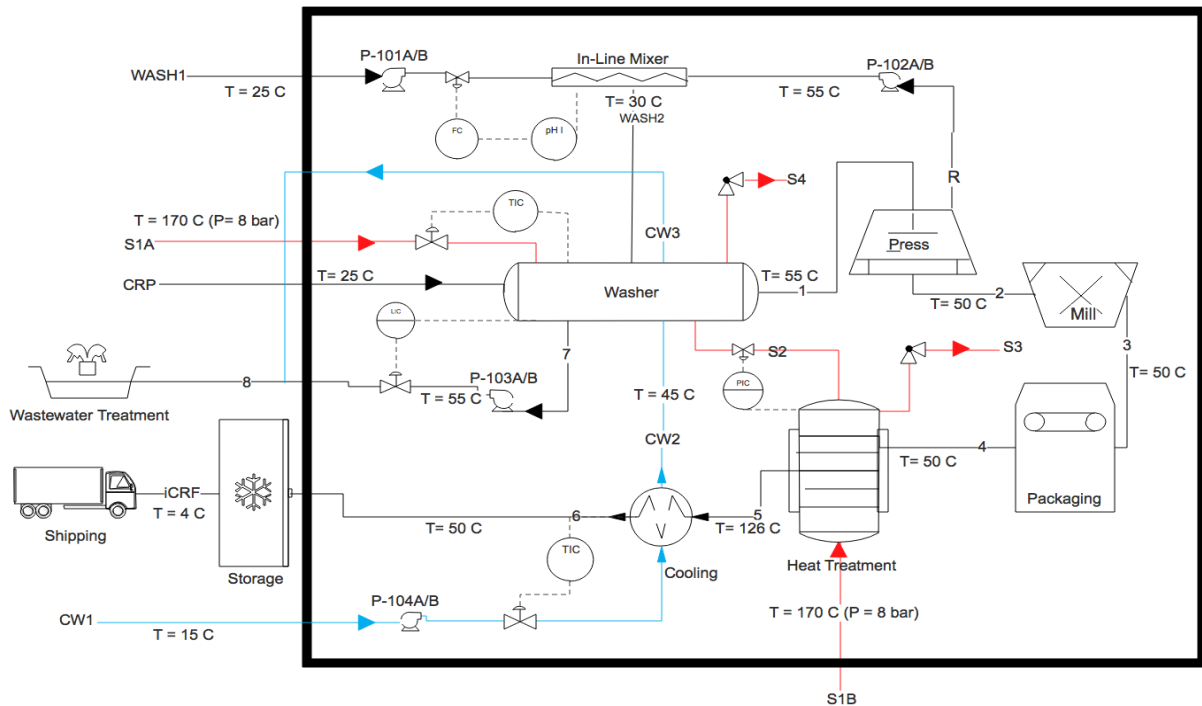 P-101A/B
In-Line Mixer
P-102A/B
WASH1
T = 25 C
T= 30 C
WASH2
T= 55 C
FC
pH I
R
TIC
S4
T = 170 C (P= 8 bar)
S1A
CW3
Press
CRP
T= 25 C
Washer
T= 55 C
1
T= 50 C
2
Mill
LIC
7
S2
S3
3
T= 50 C
8
P-103A/B
T= 55 C
T= 45 C
PIC
Wastewater Treatment
CW2
4
T= 50 C
Packaging
iCRF
T= 4 C
Shipping
6
T= 50 C
5
T= 126 C
TIC
Cooling
Heat Treatment
Storage
P-104A/B
CW1
T = 15 C
T = 170 C (P = 8 bar)
S1B